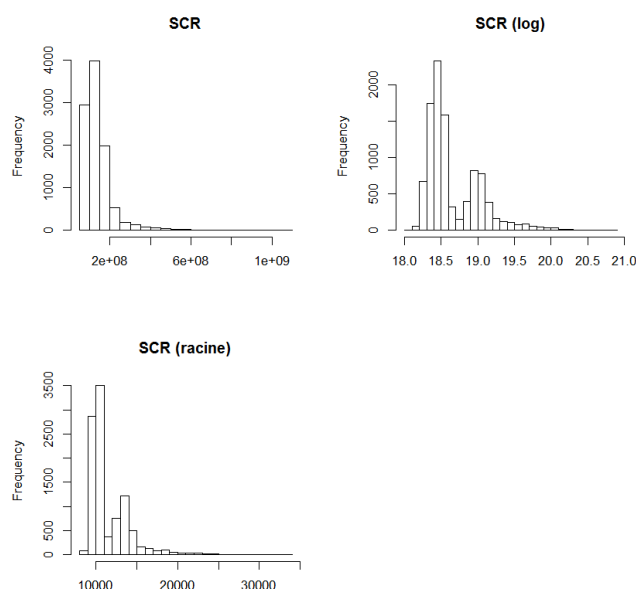 SCR
Frequency
4000
3000
2000
1000
0
2e+08
6e+08
1e+09
SCR (log)
Frequency
2000
1000
500
0
18.0
18.5
19.0
19.5
20.0
20.5
21.0
SCR (racine)
Frequency
3500
2500
1500
500
0
10000
20000
30000